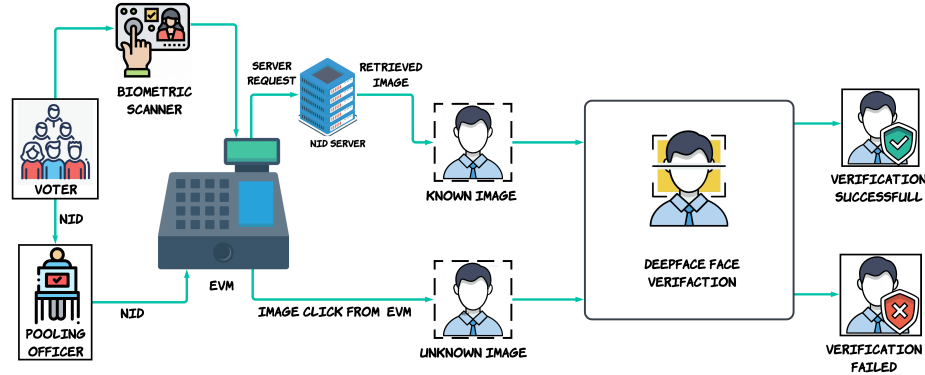 BIOMETRIC
SCANNER
VOTER
NID
POOLING
OFFICER
NID
EVM
SERVER
REQUEST
NID SERVER
RETRIEVED
IMAGE
KNOWN IMAGE
IMAGE CLICK FROM EVM
UNKNOWN IMAGE
DEEPFACE FACE
VERIFACTION
VERIFICATION
SUCCESSFULL
VERIFICATION
FAILED